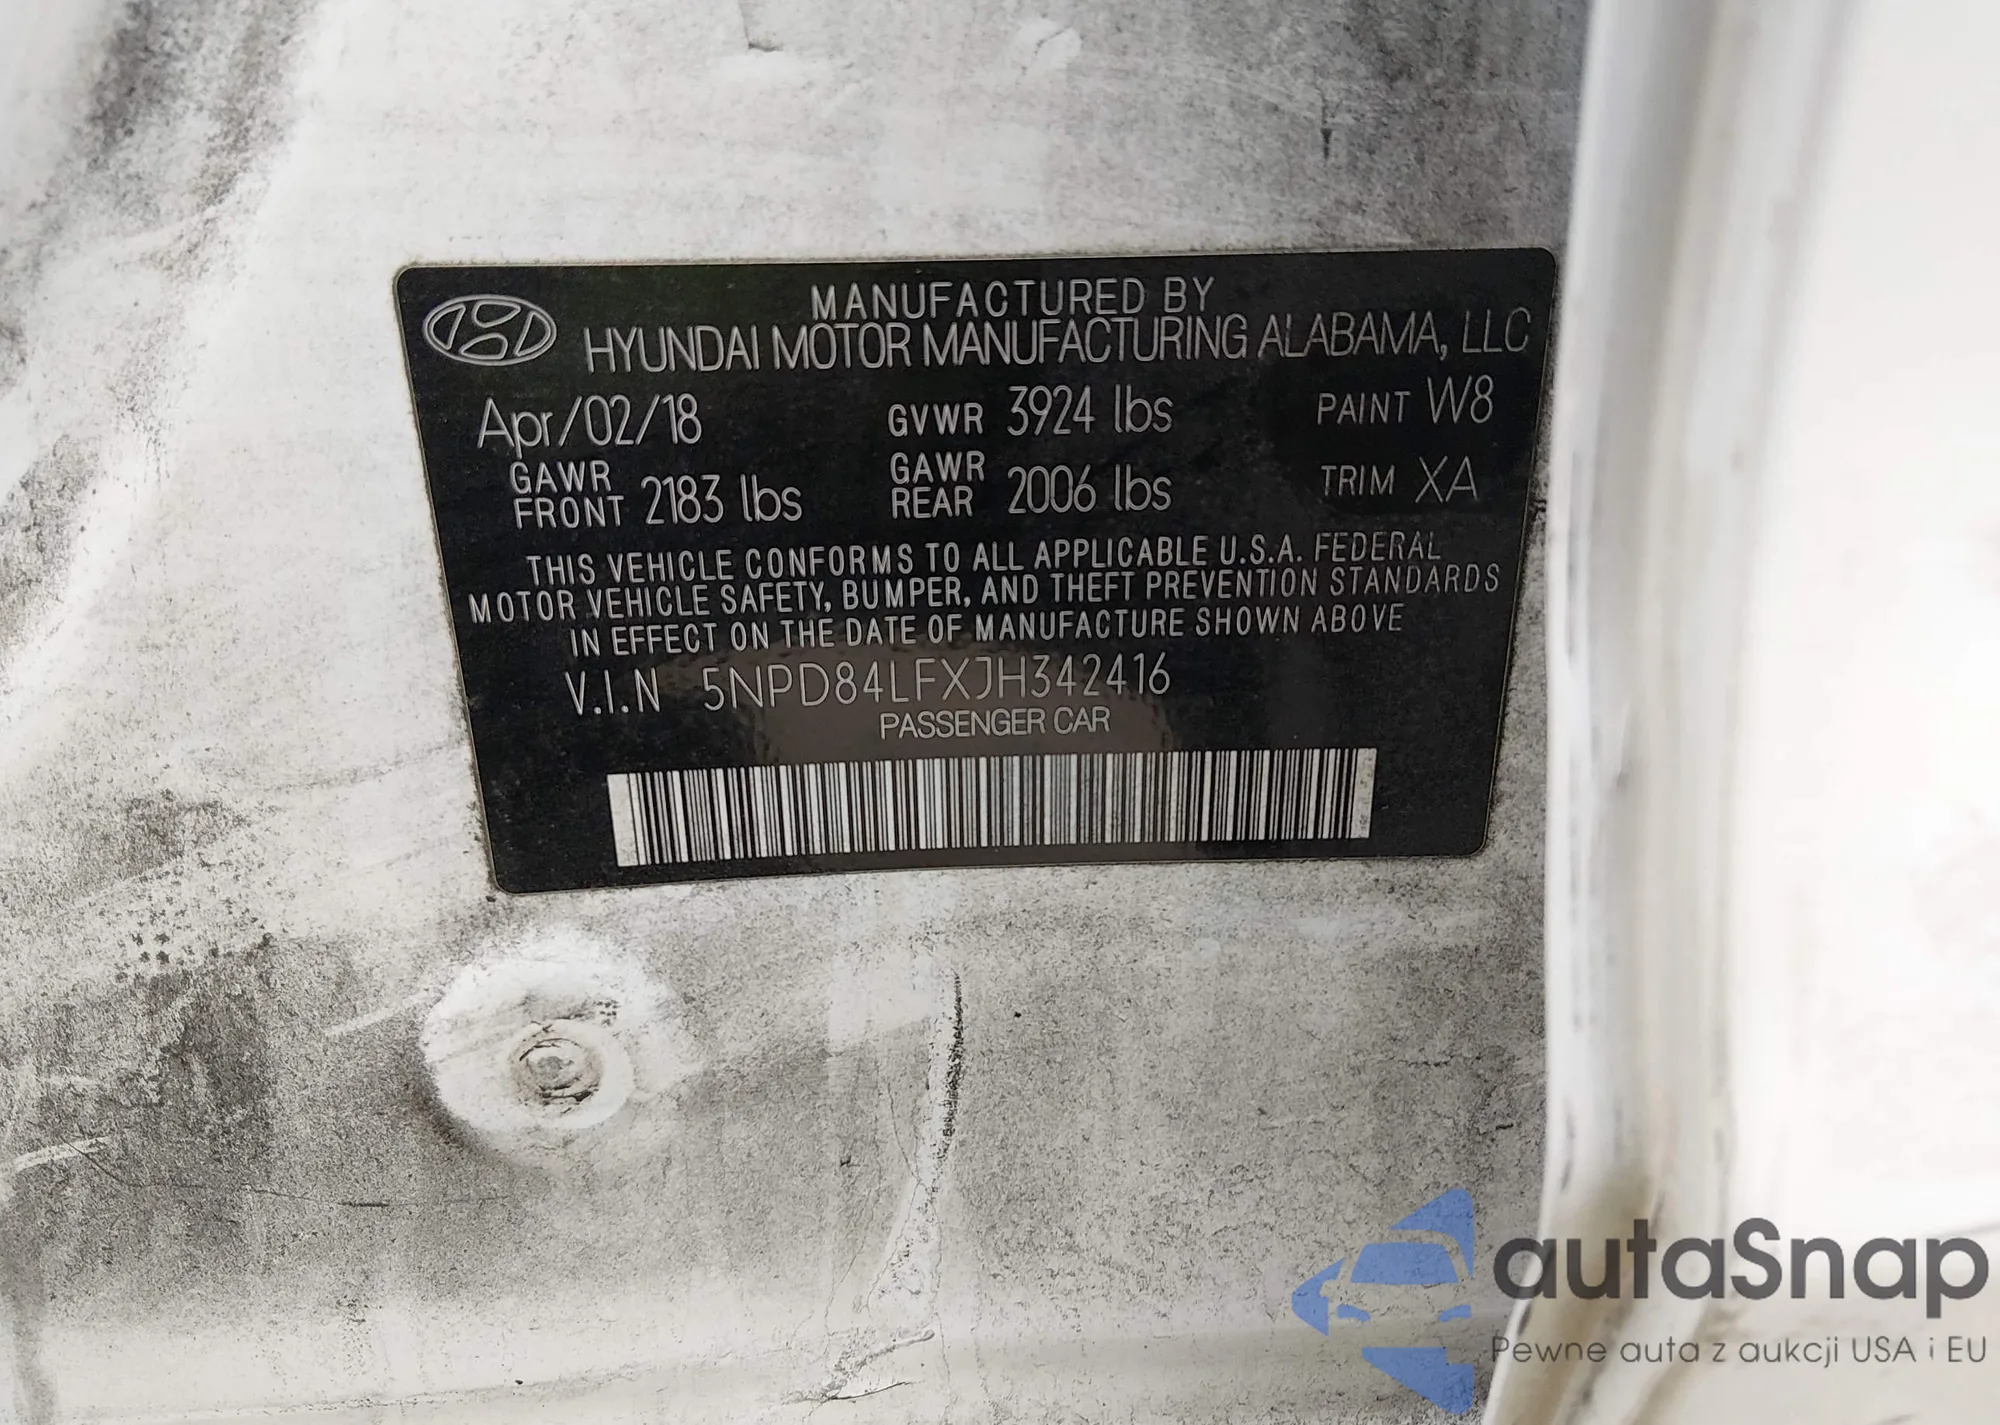 MANUFACTURED BY
HYUNDAI MOTOR MANUFACTURING ALABAMA, LLC
Apr/02/18 GVWR 3924 lbs PAINT W8
GAWR FRONT 2183 lbs GAWR REAR 2006 lbs TRIM XA
THIS VEHICLE CONFORMS TO ALL APPLICABLE U.S.A. FEDERAL
MOTOR VEHICLE SAFETY, BUMPER, AND THEFT PREVENTION STANDARDS
IN EFFECT ON THE DATE OF MANUFACTURE SHOWN ABOVE
V.I.N 5NPD84LFXJH342416
PASSENGER CAR
autaSnap
Pewne auta z aukcji USA i EU